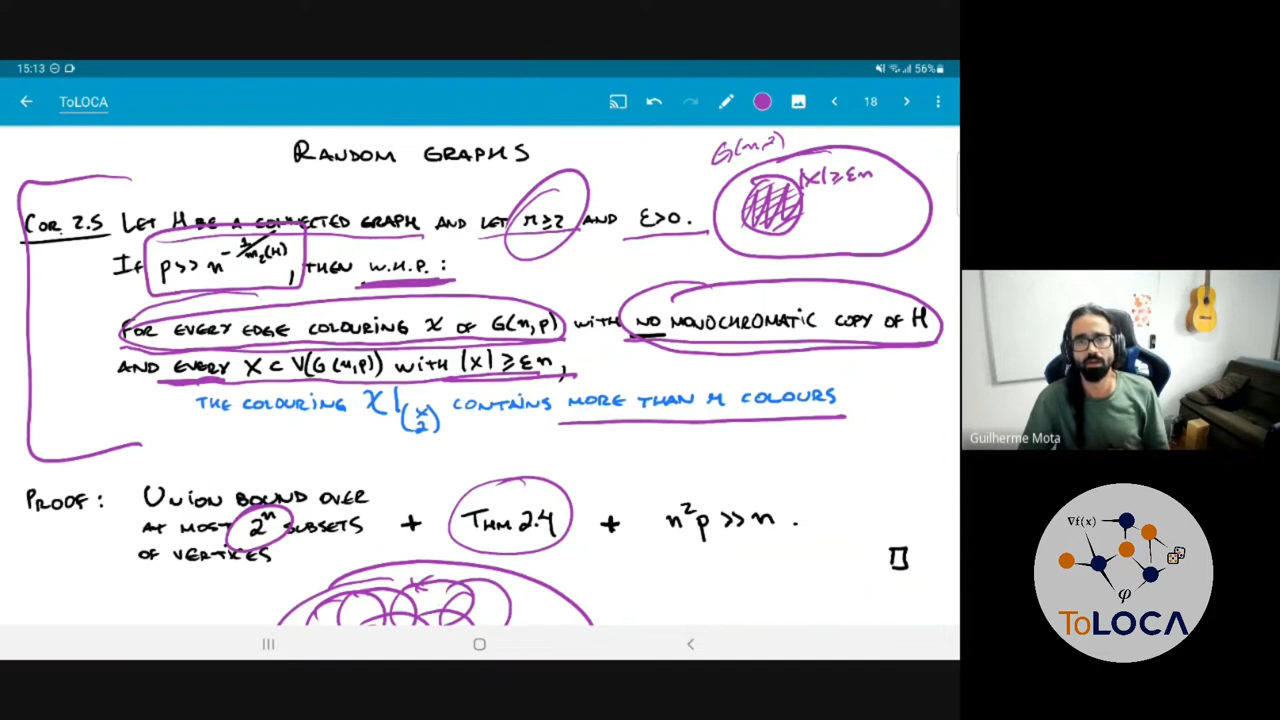 15:13
56%
ToLOCA
18
RANDOM GRAPHS
G(n,p)
|X| ≥ εn
COR 2.5 LET H BE A CONNECTED GRAPH AND LET r ≥ 2 AND ε > 0.
IF p >> n^{-1/m₂(H)}, THEN W.H.P.:
FOR EVERY EDGE COLOURING χ OF G(n,p) WITH NO MONOCHROMATIC COPY OF H
AND EVERY X ⊂ V(G(n,p)) WITH |X| ≥ εn,
THE COLOURING χ|_(X 2) CONTAINS MORE THAN r COLOURS
PROOF: UNION BOUND OVER
AT MOST 2ⁿ SUBSETS + THM 2.4 + n²p >> n.
OF VERTICES
Guilherme Mota
∇f(x)
φ
ToLOCA